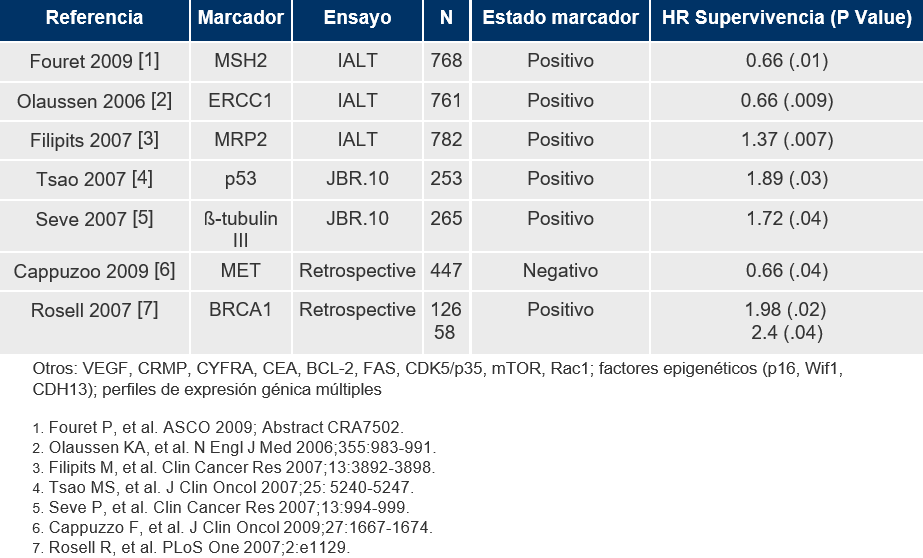 Referencia Marcador Ensayo N Estado marcador HR Supervivencia (P Value)
Fouret 2009 [1] MSH2 IALT 768 Positivo 0.66 (.01)
Olaussen 2006 [2] ERCC1 IALT 761 Positivo 0.66 (.009)
Filipits 2007 [3] MRP2 IALT 782 Positivo 1.37 (.007)
Tsao 2007 [4] p53 JBR.10 253 Positivo 1.89 (.03)
Seve 2007 [5] ß-tubulin JBR.10 265 Positivo 1.72 (.04)
III
Cappuzoo 2009 [6] MET Retrospective 447 Negativo 0.66 (.04)
Rosell 2007 [7] BRCA1 Retrospective 126 Positivo 1.98 (.02)
58 2.4 (.04)
Otros: VEGF, CRMP, CYFRA, CEA, BCL-2, FAS, CDK5/p35, mTOR, Rac1; factores epigenéticos (p16, Wif1,
CDH13); perfiles de expresión génica múltiples
1. Fouret P, et al. ASCO 2009; Abstract CRA7502.
2. Olaussen KA, et al. N Engl J Med 2006;355:983-991.
3. Filipits M, et al. Clin Cancer Res 2007;13:3892-3898.
4. Tsao MS, et al. J Clin Oncol 2007;25: 5240-5247.
5. Seve P, et al. Clin Cancer Res 2007;13:994-999.
6. Cappuzzo F, et al. J Clin Oncol 2009;27:1667-1674.
7. Rosell R, et al. PLoS One 2007;2:e1129.